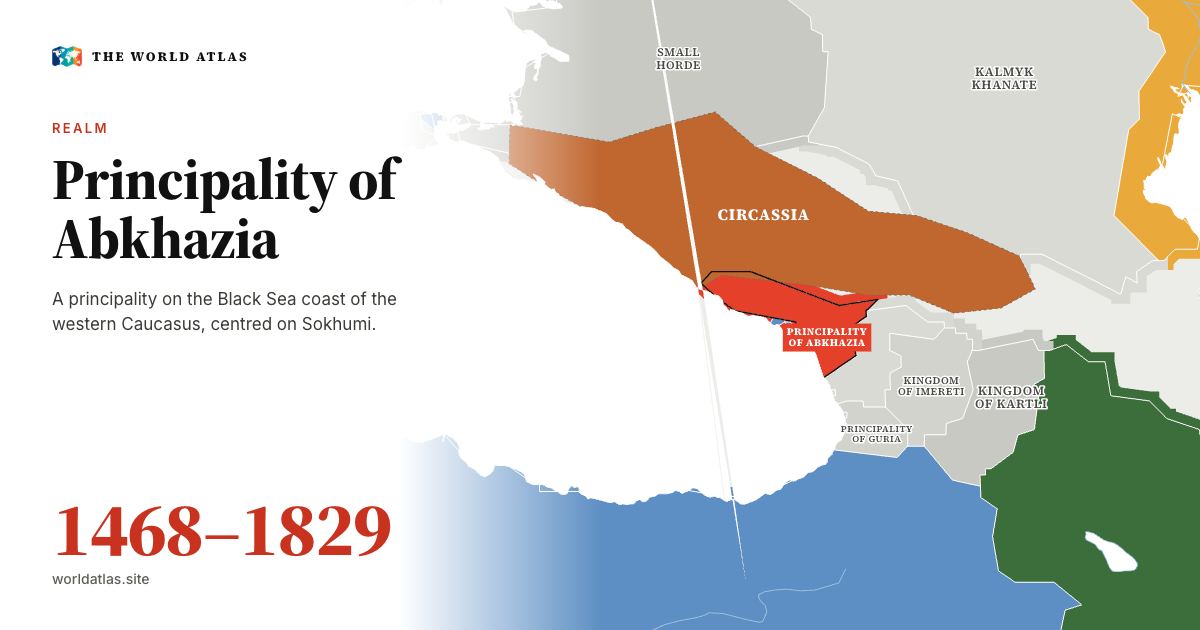 THE WORLD ATLAS
REALM
Principality of
Abkhazia
A principality on the Black Sea coast of the
western Caucasus, centred on Sokhumi.
1468–1829
worldatlas.site
SMALL
HORDE
KALMYK
KHANATE
CIRCASSIA
PRINCIPALITY
OF ABKHAZIA
KINGDOM
OF IMERETI
KINGDOM
OF KARTLI
PRINCIPALITY
OF GURIA